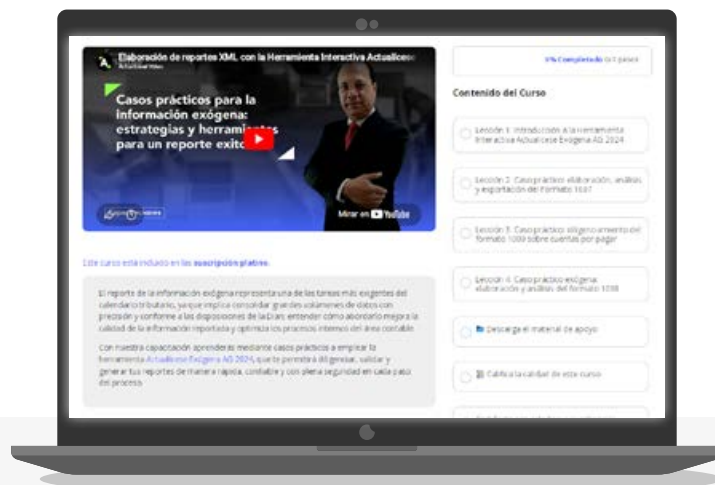 Elaboración de reportes XML con la Herramienta Interactiva Actualícese
Actualícese Video
Casos prácticos para la
información exógena:
estrategias y herramientas
para un reporte exitoso
Mirar en YouTube
Este curso está incluido en las suscripción platino.
El reporte de la información exógena representa una de las tareas más exigentes del
calendario tributario, ya que implica consolidar grandes volúmenes de datos con
precisión y conforme a las disposiciones de la Dian; entender cómo abordarlo mejora la
calidad de la información reportada y optimiza los procesos internos del área contable.
Con nuestra capacitación aprenderás mediante casos prácticos a emplear la
herramienta Actualícese Exógena AG 2024, que te permitirá diligenciar, validar y
generar tus reportes de manera rápida, confiable y con plena seguridad en cada paso
del proceso.
0% Completado 0/7 pasos
Contenido del Curso
Lección 1. Introducción a la Herramienta
Interactiva Actualícese Exógena AG 2024
Lección 2. Caso práctico: elaboración, análisis
y exportación del Formato 1007
Lección 3. Caso práctico: diligenciamiento del
formato 1009 sobre cuentas por pagar
Lección 4. Caso práctico exógena:
elaboración y análisis del formato 1008
Descarga el material de apoyo
Califica la calidad de este curso